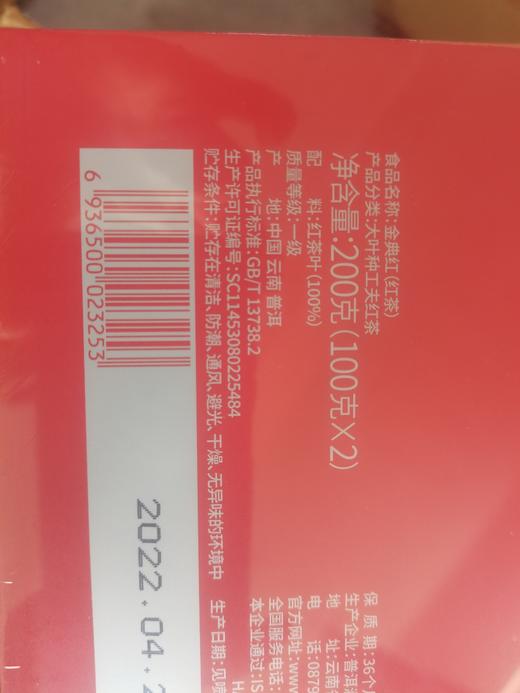 食品名称:金典红(红茶)
产品分类:大叶种工夫红茶
净含量:200克(100克×2)
配 料:红茶叶(100%)
质量等级:一级
产 地:中国 云南 普洱
产品执行标准:GB/T 13738.2
生产许可证编号:SC11453080225484
贮存条件:贮存在清洁、防潮、通风、避光、干燥、无异味的环境中
6 936500 023253
保 质 期:36个
生产企业:普洱
地 址:云南
电 话:0879
官方网址:www
全国服务电话:
本企业通过:IS
HA
生产日期:见喷
2022.04.2